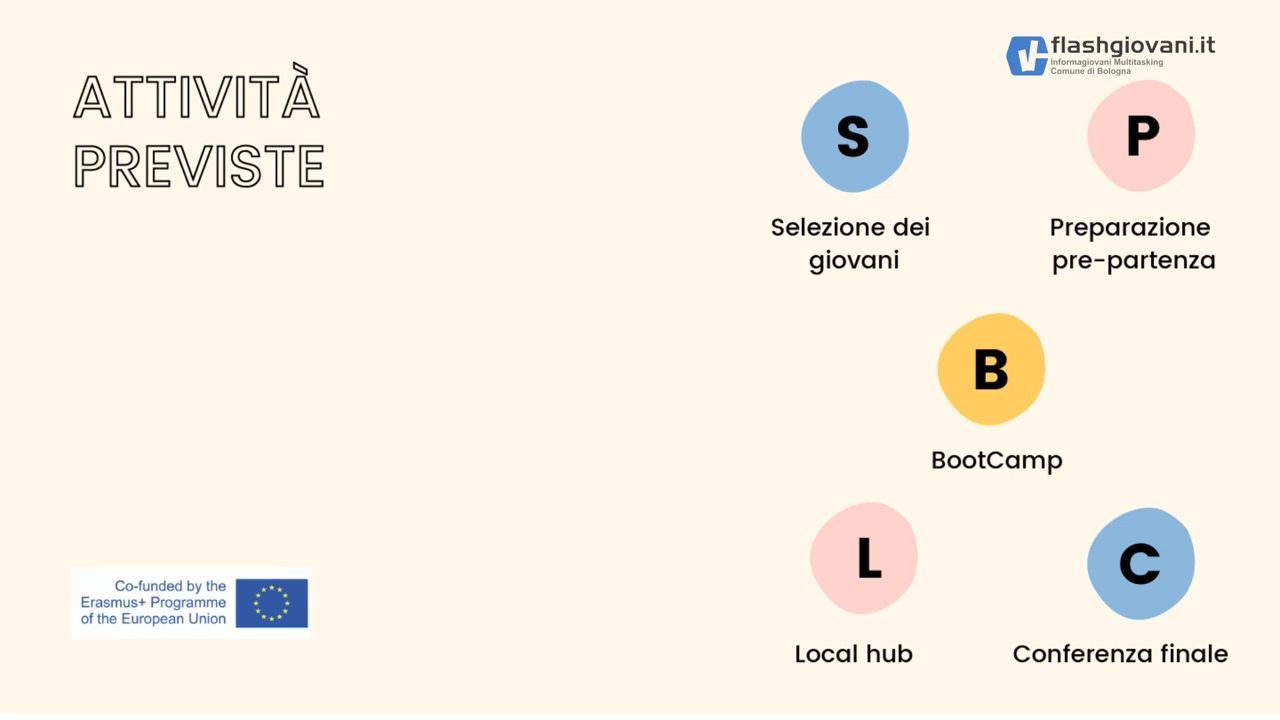 ATTIVITÀ
PREVISTE
flashgiovani.it
Informagiovani Multitasking
Comune di Bologna
S
Selezione dei
giovani
P
Preparazione
pre-partenza
B
BootCamp
L
Local hub
C
Conferenza finale
Co-funded by the
Erasmus+ Programme
of the European Union